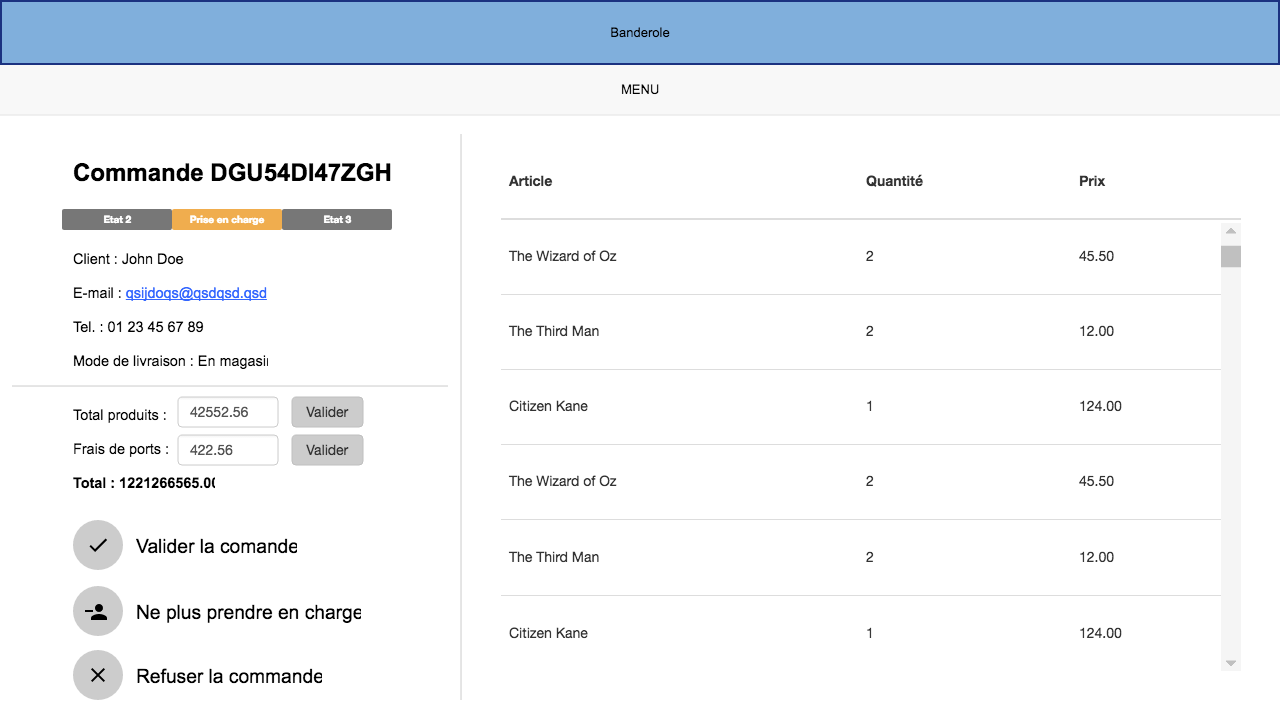 Banderole
MENU
Commande DGU54DI47ZGH
Etat 2 Prise en charge Etat 3
Client : John Doe
E-mail : qsijdoqs@qsdqsd.qsd
Tel. : 01 23 45 67 89
Mode de livraison : En magasin
Total produits : 42552.56 Valider
Frais de ports : 422.56 Valider
Total : 1221266565.00
Valider la comande
Ne plus prendre en charge
Refuser la commande
Article Quantité Prix
The Wizard of Oz 2 45.50
The Third Man 2 12.00
Citizen Kane 1 124.00
The Wizard of Oz 2 45.50
The Third Man 2 12.00
Citizen Kane 1 124.00